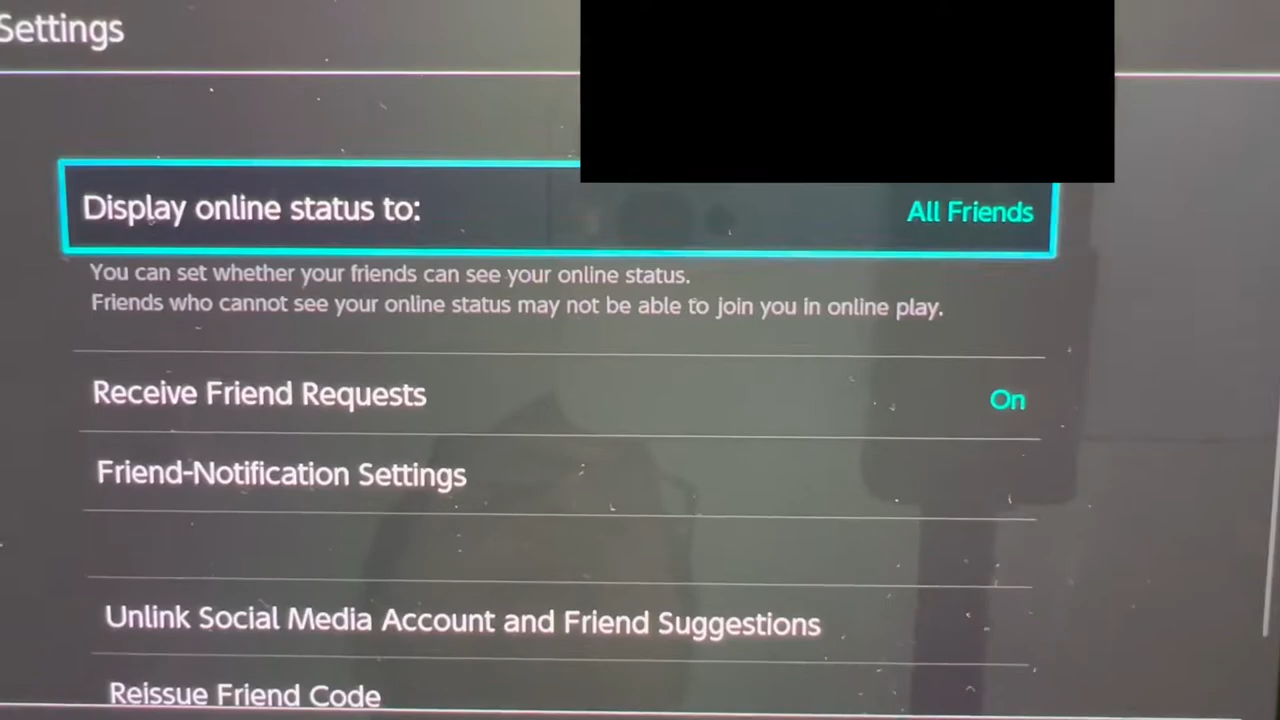 Settings
Display online status to:
All Friends
You can set whether your friends can see your online status.
Friends who cannot see your online status may not be able to join you in online play.
Receive Friend Requests
On
Friend-Notification Settings
Unlink Social Media Account and Friend Suggestions
Reissue Friend Code